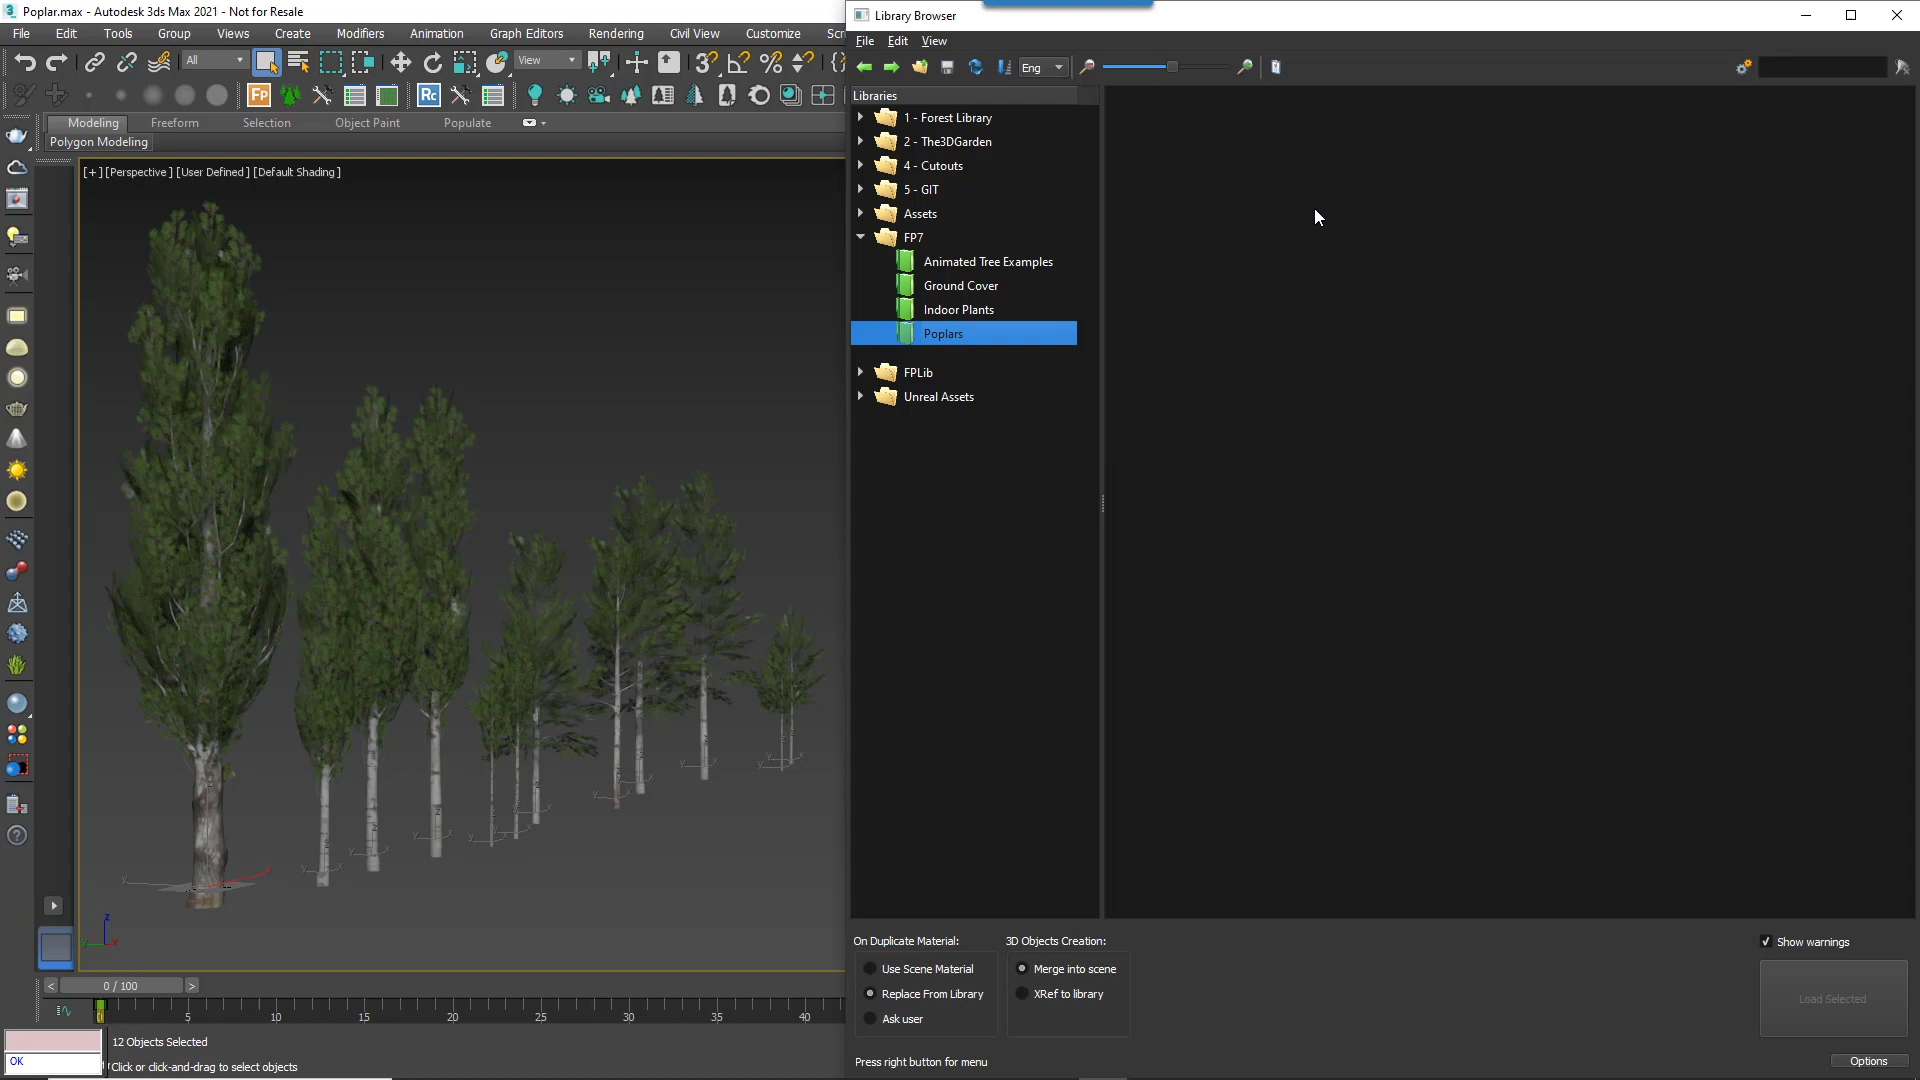 Poplar.max - Autodesk 3ds Max 2021 - Not for Resale
File Edit Tools Group Views Create Modifiers Animation Graph Editors Rendering Civil View Customize
All View
Fp Rc
Modeling Freeform Selection Object Paint Populate
Polygon Modeling
[+] [Perspective] [User Defined] [Default Shading]
Library Browser
File Edit View
Eng
Libraries
1 - Forest Library
2 - The3DGarden
4 - Cutouts
5 - GIT
Assets
FP7
Animated Tree Examples
Ground Cover
Indoor Plants
Poplars
FPLib
Unreal Assets
On Duplicate Material:
Use Scene Material
Replace From Library
Ask user
3D Objects Creation:
Merge into scene
XRef to library
Show warnings
Load Selected
Press right button for menu
Options
< 0 / 100 >
0 5 10 15 20 25 30 35 40
12 Objects Selected
OK
Click or click-and-drag to select objects